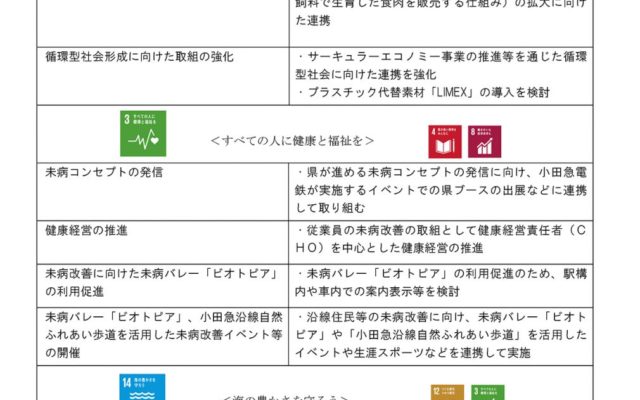 飼料で生育した食肉を販売する仕組み）の拡大に向け
た連携
循環型社会形成に向けた取組の強化
・サーキュラーエコノミー事業の推進等を通じた循環
型社会に向けた連携を強化
・プラスチック代替素材「LIMEX」の導入を検討
3 すべての人に
健康と福祉を
＜すべての人に健康と福祉を＞
4 質の高い教育を
みんなに
8 働きがいも
経済成長も
未病コンセプトの発信
・県が進める未病コンセプトの発信に向け、小田急電
鉄が実施するイベントでの県ブースの出展などに連携
して取り組む
健康経営の推進
・従業員の未病改善の取組として健康経営責任者（Ｃ
ＨＯ）を中心とした健康経営の推進
未病改善に向けた未病バレー「ビオトピア」
の利用促進
・未病バレー「ビオトピア」の利用促進のため、駅構
内や車内での案内表示等を検討
未病バレー「ビオトピア」、小田急沿線自然
ふれあい歩道を活用した未病改善イベント等
の開催
・沿線住民等の未病改善に向け、未病バレー「ビオト
ピア」や「小田急沿線自然ふれあい歩道」を活用した
イベントや生涯スポーツなどを連携して実施
14 海の豊かさを
守ろう
＜海の豊かさを守ろう＞
12 つくる責任
つかう責任
3 すべての人に
健康と福祉を